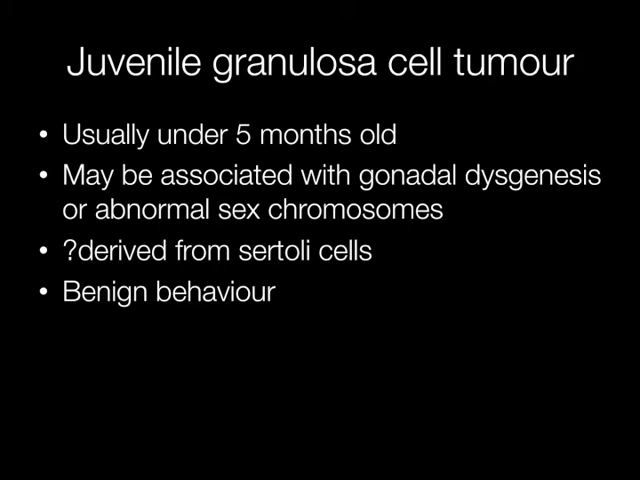 Juvenile granulosa cell tumour
• Usually under 5 months old
• May be associated with gonadal dysgenesis
or abnormal sex chromosomes
• ?derived from sertoli cells
• Benign behaviour